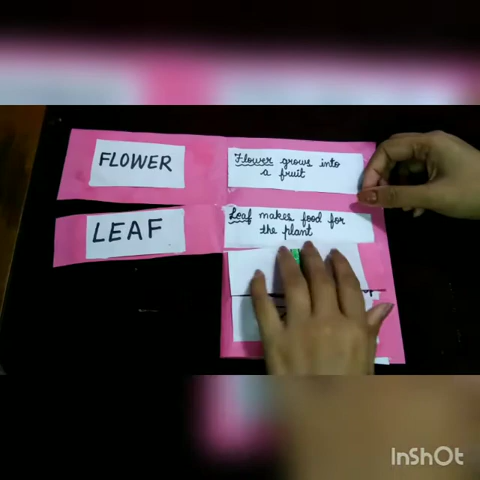 FLOWER
Flower grows into
a fruit
LEAF
Leaf makes food for
the plant
InShOt